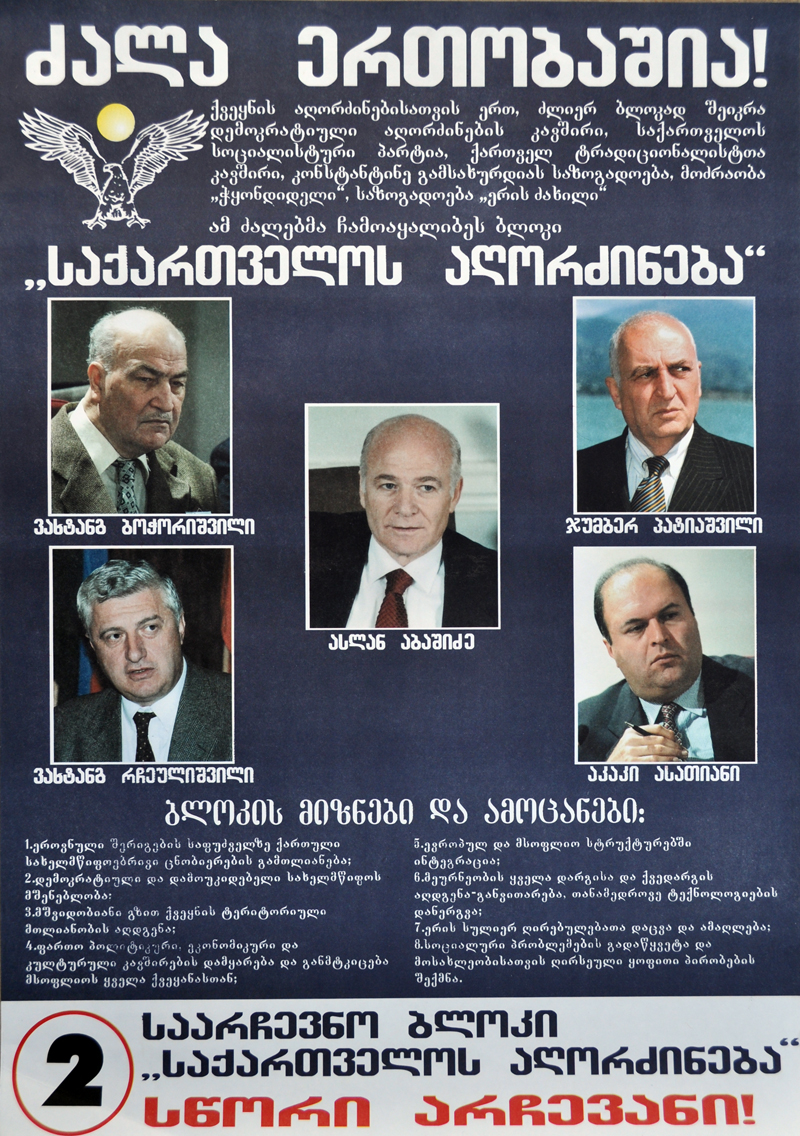 ძალა ერთობაშია!
ქვეყნის აღორძინებისათვის ერთ, ძლიერ ბლოკად შეიკრა
დემოკრატიული აღორძინების კავშირი, საქართველოს
სოციალისტური პარტია, ქართველ ტრადიციონალისტთა
კავშირი, კონსტანტინე გამსახურდიას საზოგადოება, მოძრაობა
„ჭყონდიდელი“, საზოგადოება „ერის ძახილი“
ამ ძალებმა ჩამოაყალიბეს ბლოკი
„საქართველოს აღორძინება“
ვახტანგ ბოჭორიშვილი
ჯუმბერ პატიაშვილი
ასლან აბაშიძე
ვახტანგ რჩეულიშვილი
აკაკი ასათიანი
ბლოკის მიზნები და ამოცანები:
1.ეროვნული შერიგების საფუძველზე ქართული
სახელმწიფოებრივი ცნობიერების გამთლიანება;
2.დემოკრატიული და დამოუკიდებელი სახელმწიფოს
მშენებლობა:
3.მშვიდობიანი გზით ქვეყნის ტერიტორიული
მთლიანობის აღდგენა;
4.ფართო პოლიტიკური, ეკონომიკური და
კულტურული კავშირების დამყარება და განმტკიცება
მსოფლიოს ყველა ქვეყანასთან;
5.ევროპულ და მსოფლიო სტრუქტურებში
ინტეგრაცია;
6.მეურნეობის ყველა დარგისა და ქვედარგის
აღდგენა-განვითარება, თანამედროვე ტექნოლოგიების
დანერგვა;
7.ერის სულიერ ღირებულებათა დაცვა და ამაღლება;
8.სოციალური პრობლემების გადაწყვეტა და
მოსახლეობისათვის ღირსეული ყოფითი პირობების
შექმნა.
2
საარჩევნო ბლოკი
„საქართველოს აღორძინება“
სწორი არჩევანი!